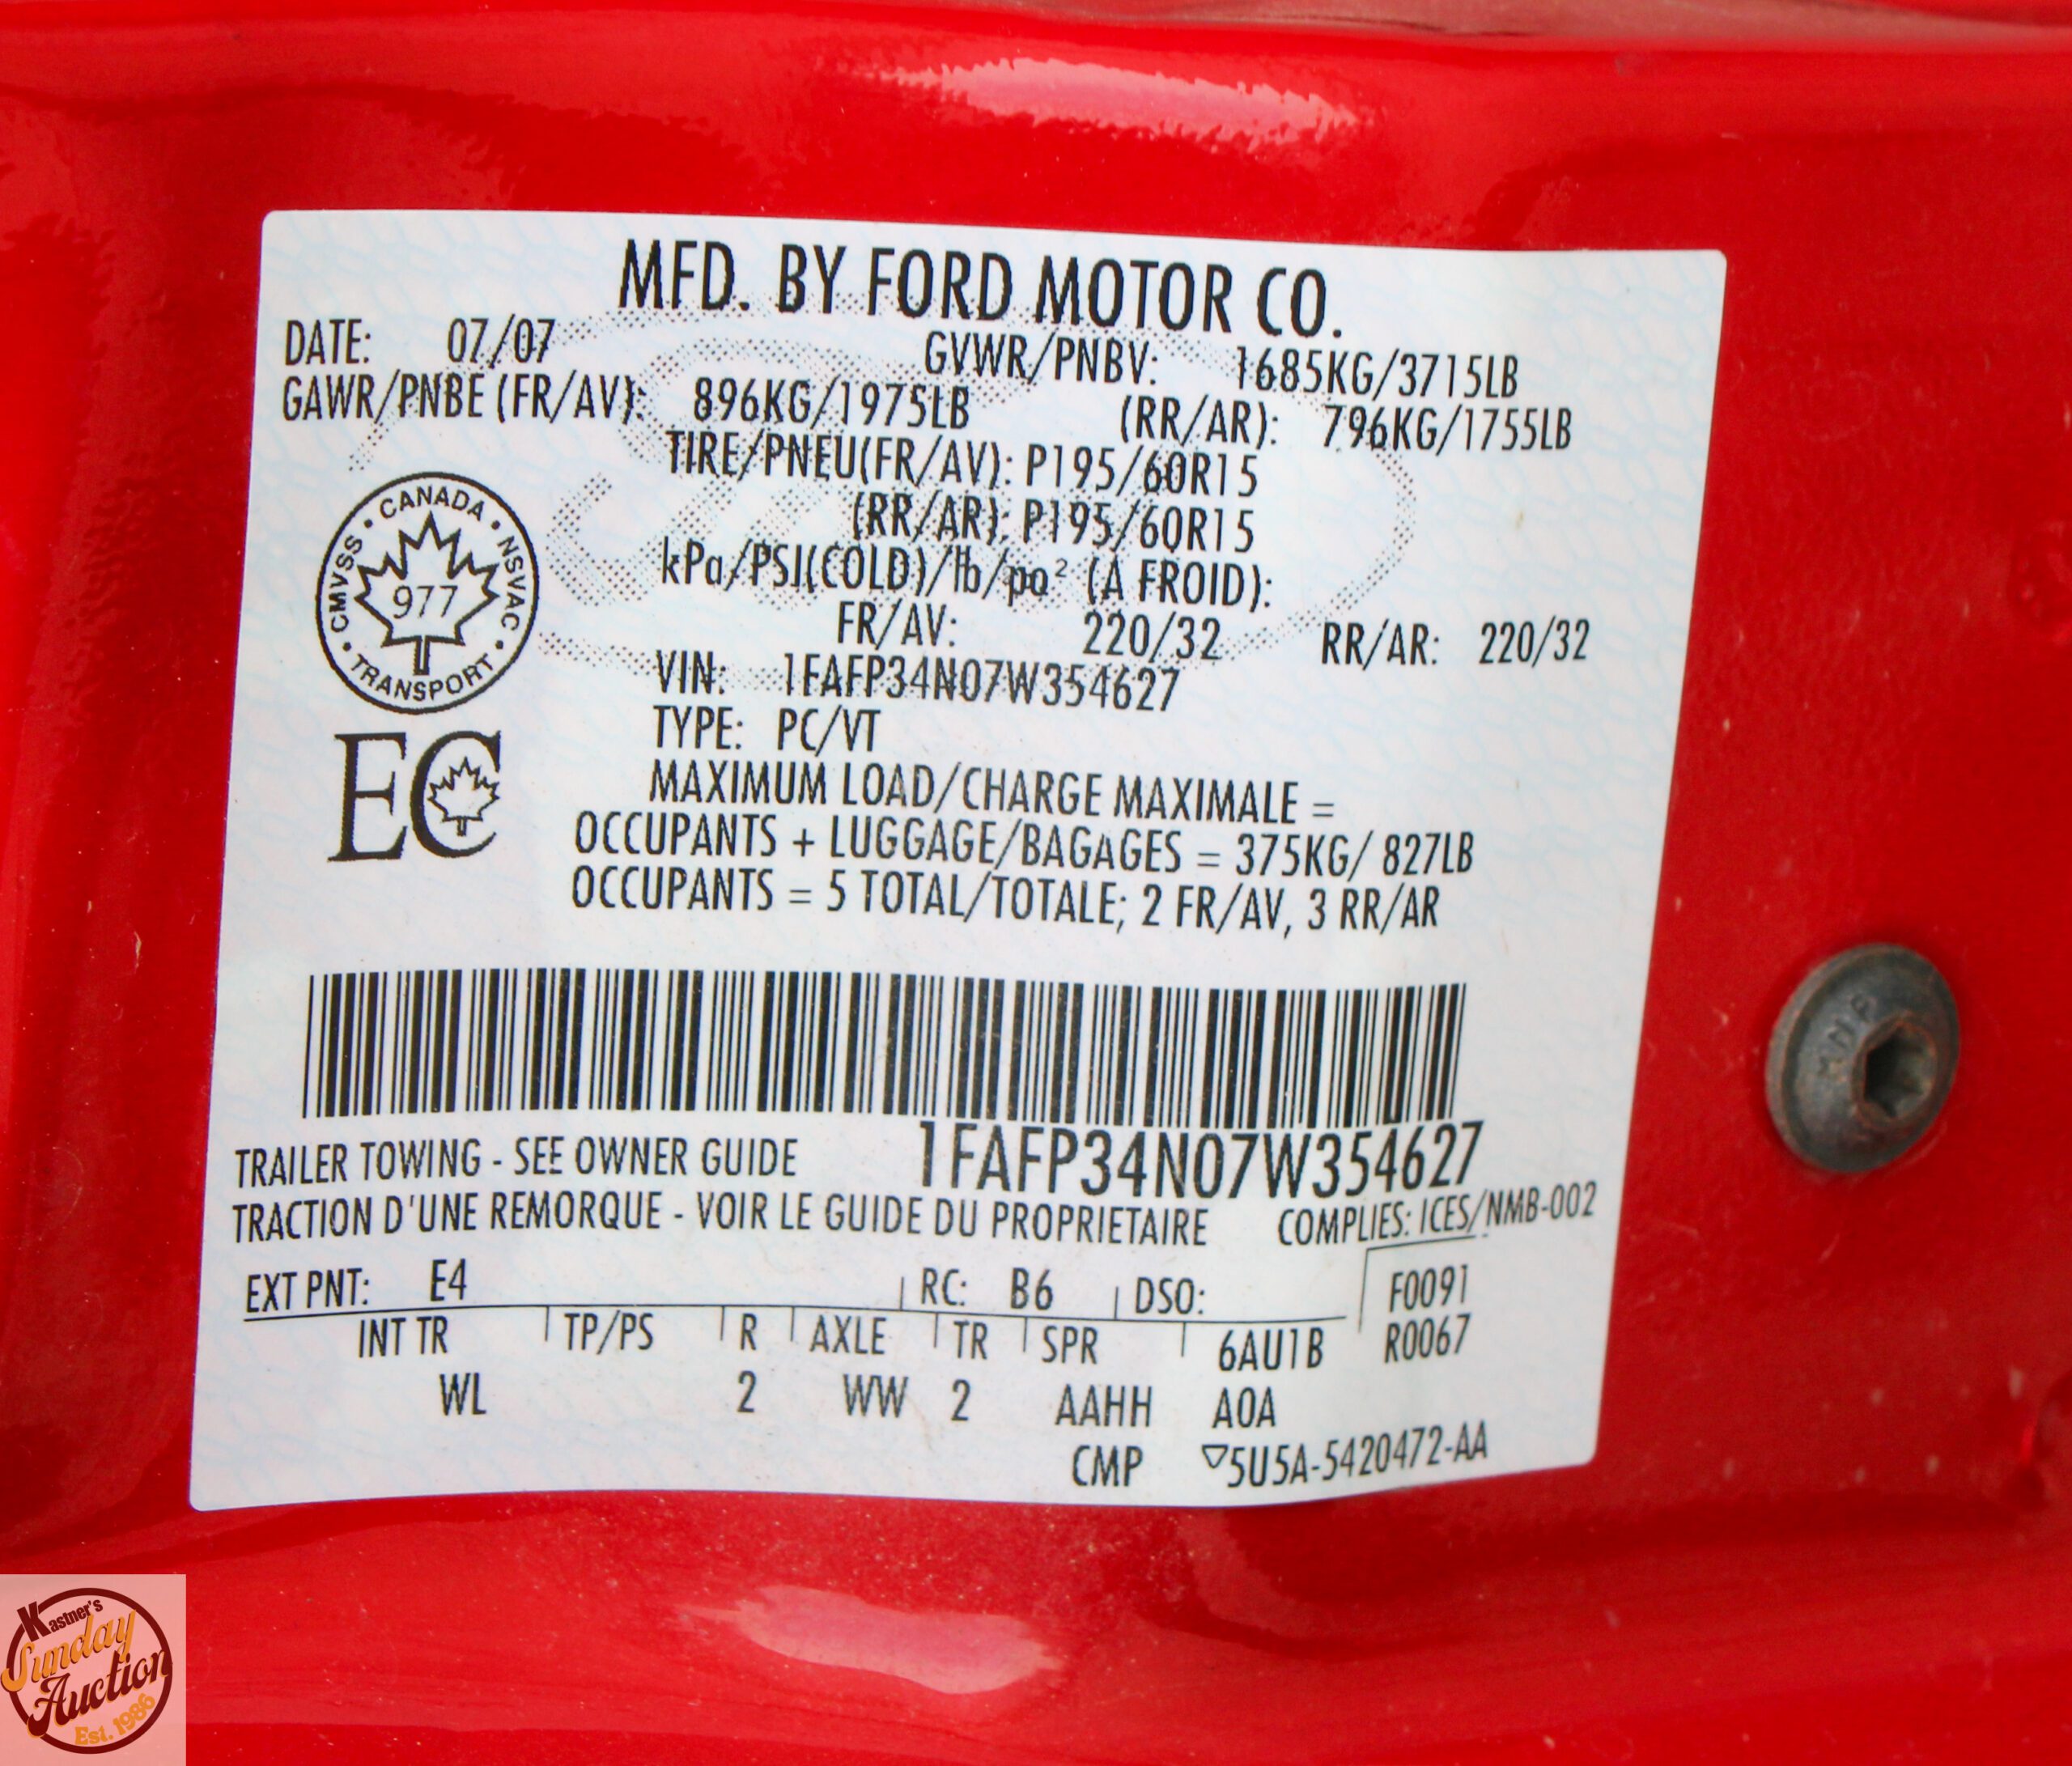 MFD. BY FORD MOTOR CO.
DATE: 07/07 GVWR/PNBV: 1685KG/3715LB
GAWR/PNBE (FR/AV): 896KG/1975LB (RR/AR): 796KG/1755LB
TIRE/PNEU(FR/AV): P195/60R15
(RR/AR): P195/60R15
kPa/PSI(COLD)/lb/po² (A FROID):
FR/AV: 220/32 RR/AR: 220/32
VIN: 1FAFP34N07W354627
TYPE: PC/VT
MAXIMUM LOAD/CHARGE MAXIMALE =
OCCUPANTS + LUGGAGE/BAGAGES = 375KG/ 827LB
OCCUPANTS = 5 TOTAL/TOTALE; 2 FR/AV, 3 RR/AR
CANADA • NSVAC • TRANSPORT • CMVSS •
977
EC
1FAFP34N07W354627
TRAILER TOWING - SEE OWNER GUIDE
TRACTION D'UNE REMORQUE - VOIR LE GUIDE DU PROPRIETAIRE COMPLIES: ICES/NMB-002
EXT PNT: E4 RC: B6 DSO: F0091
INT TR TP/PS R AXLE TR SPR 6AU1B R0067
WL 2 WW 2 AAHH A0A
CMP ▽5U5A-5420472-AA
Kastner's
Sunday
Auction
Est. 1986